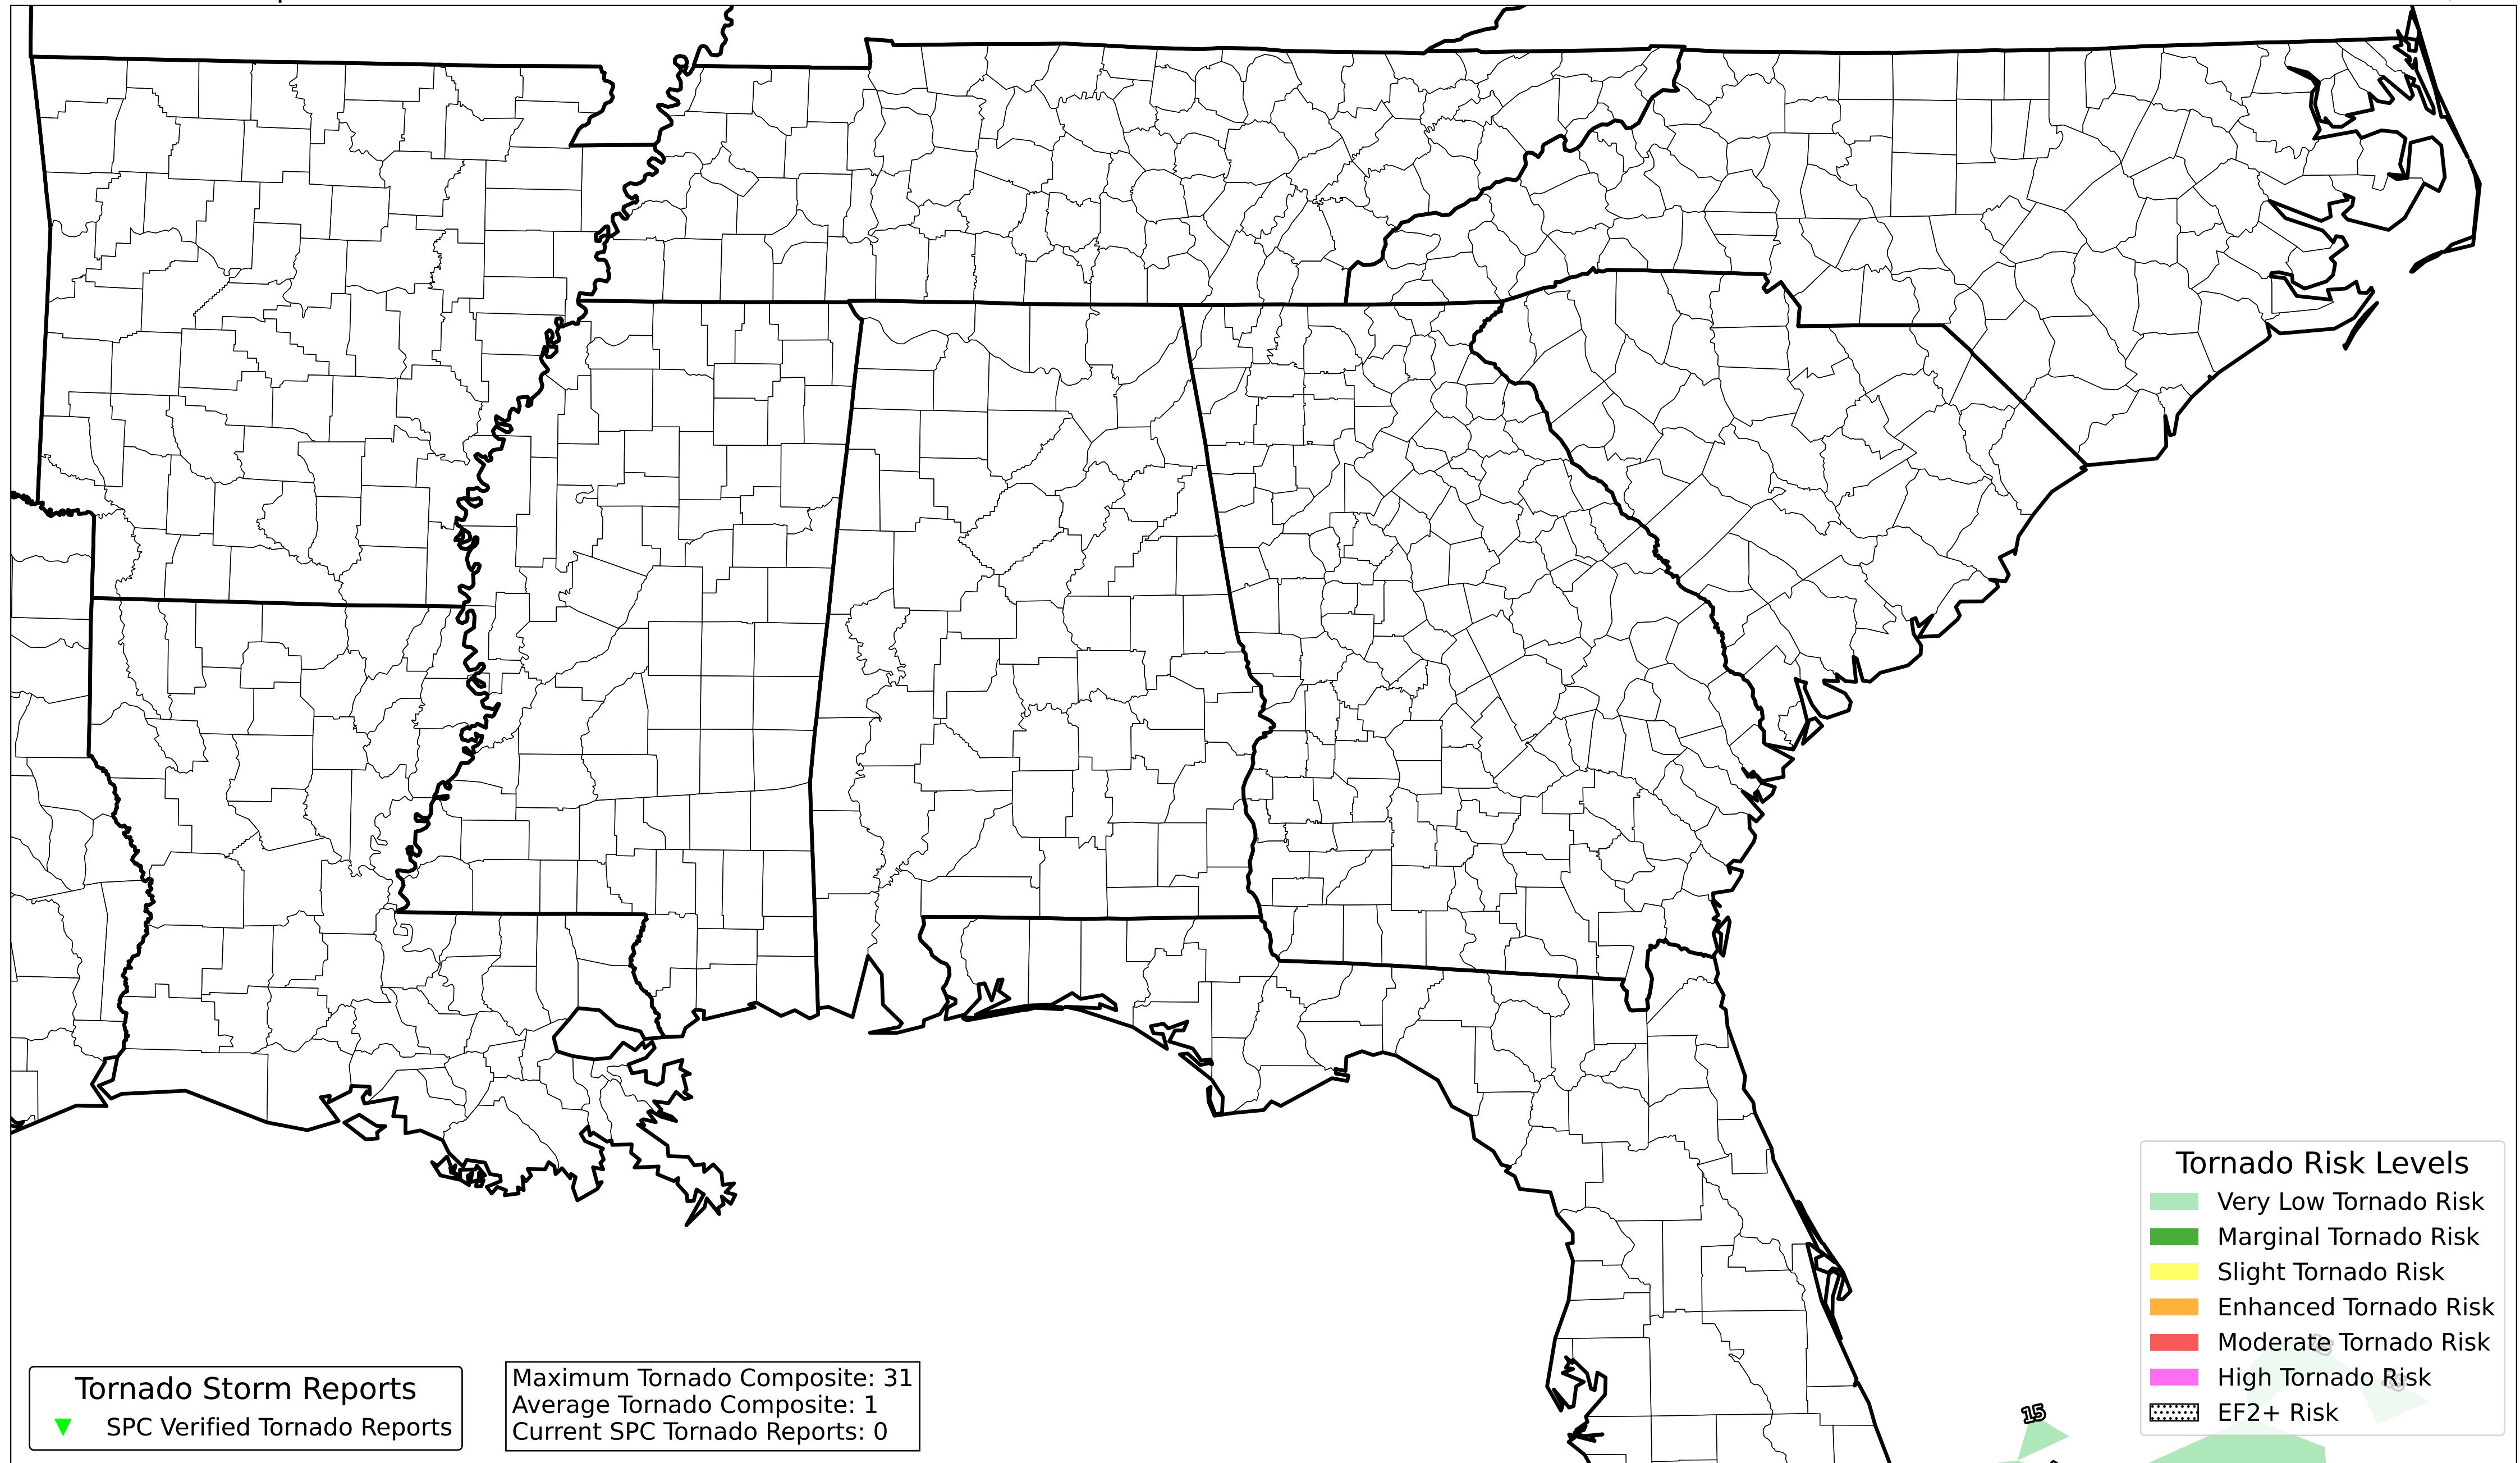 Tornado Risk Levels
Very Low Tornado Risk
Marginal Tornado Risk
Slight Tornado Risk
Enhanced Tornado Risk
Moderate Tornado Risk
High Tornado Risk
EF2+ Risk
Tornado Storm Reports
SPC Verified Tornado Reports
Maximum Tornado Composite: 31
Average Tornado Composite: 1
Current SPC Tornado Reports: 0
15